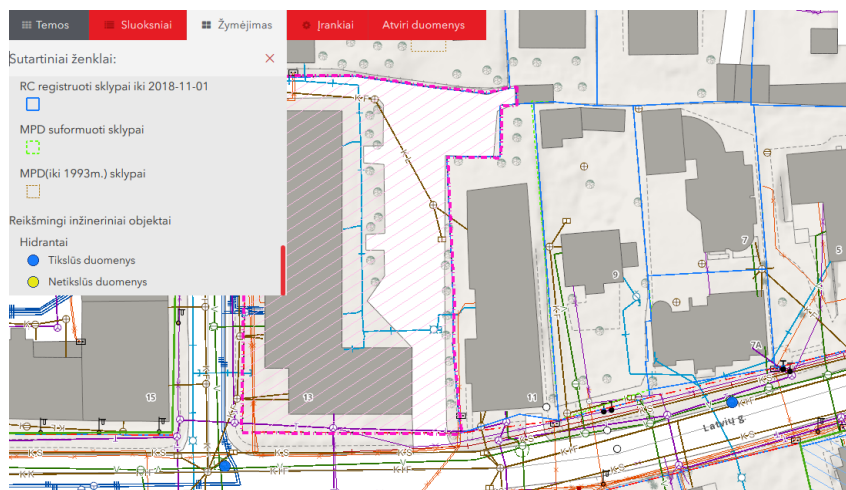 Temos
Sluoksniai
Žymėjimas
Įrankiai
Atviri duomenys
Sutartiniai ženklai:
RC registruoti sklypai iki 2018-11-01
MPD suformuoti sklypai
MPD(iki 1993m.) sklypai
Reikšmingi inžineriniai objektai
Hidrantai
Tikslūs duomenys
Netikslūs duomenys
7
5
9
7A
15
13
11
Latvių g.